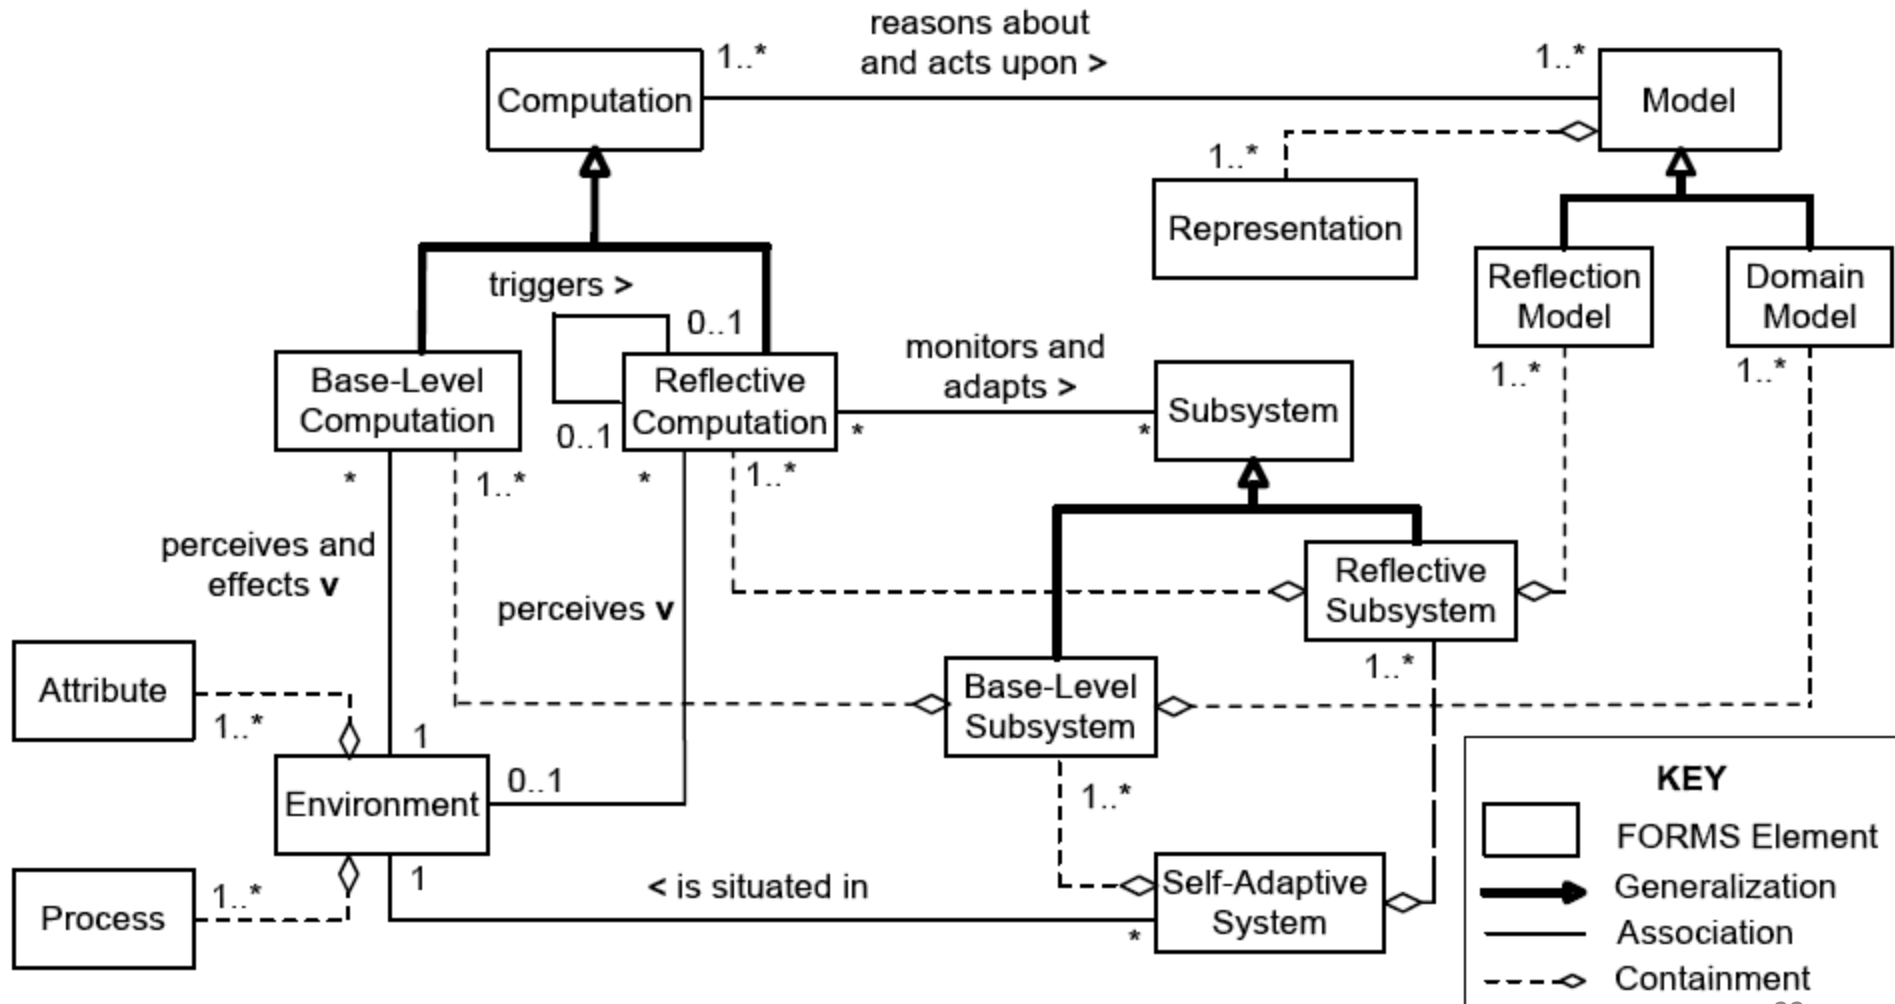 reasons about
and acts upon >
1..*
1..*
Computation
Model
1..*
Representation
Reflection
Model
Domain
Model
triggers >
0..1
0..1
Base-Level
Computation
Reflective
Computation
monitors and
adapts >
Subsystem
1..*
1..*
*
*
*
1..*
*
1..*
perceives and
effects v
perceives v
Reflective
Subsystem
1..*
Attribute
1..*
Base-Level
Subsystem
1
Environment
0..1
1..*
Process
1..*
1
< is situated in
*
Self-Adaptive
System
KEY
FORMS Element
Generalization
Association
Containment